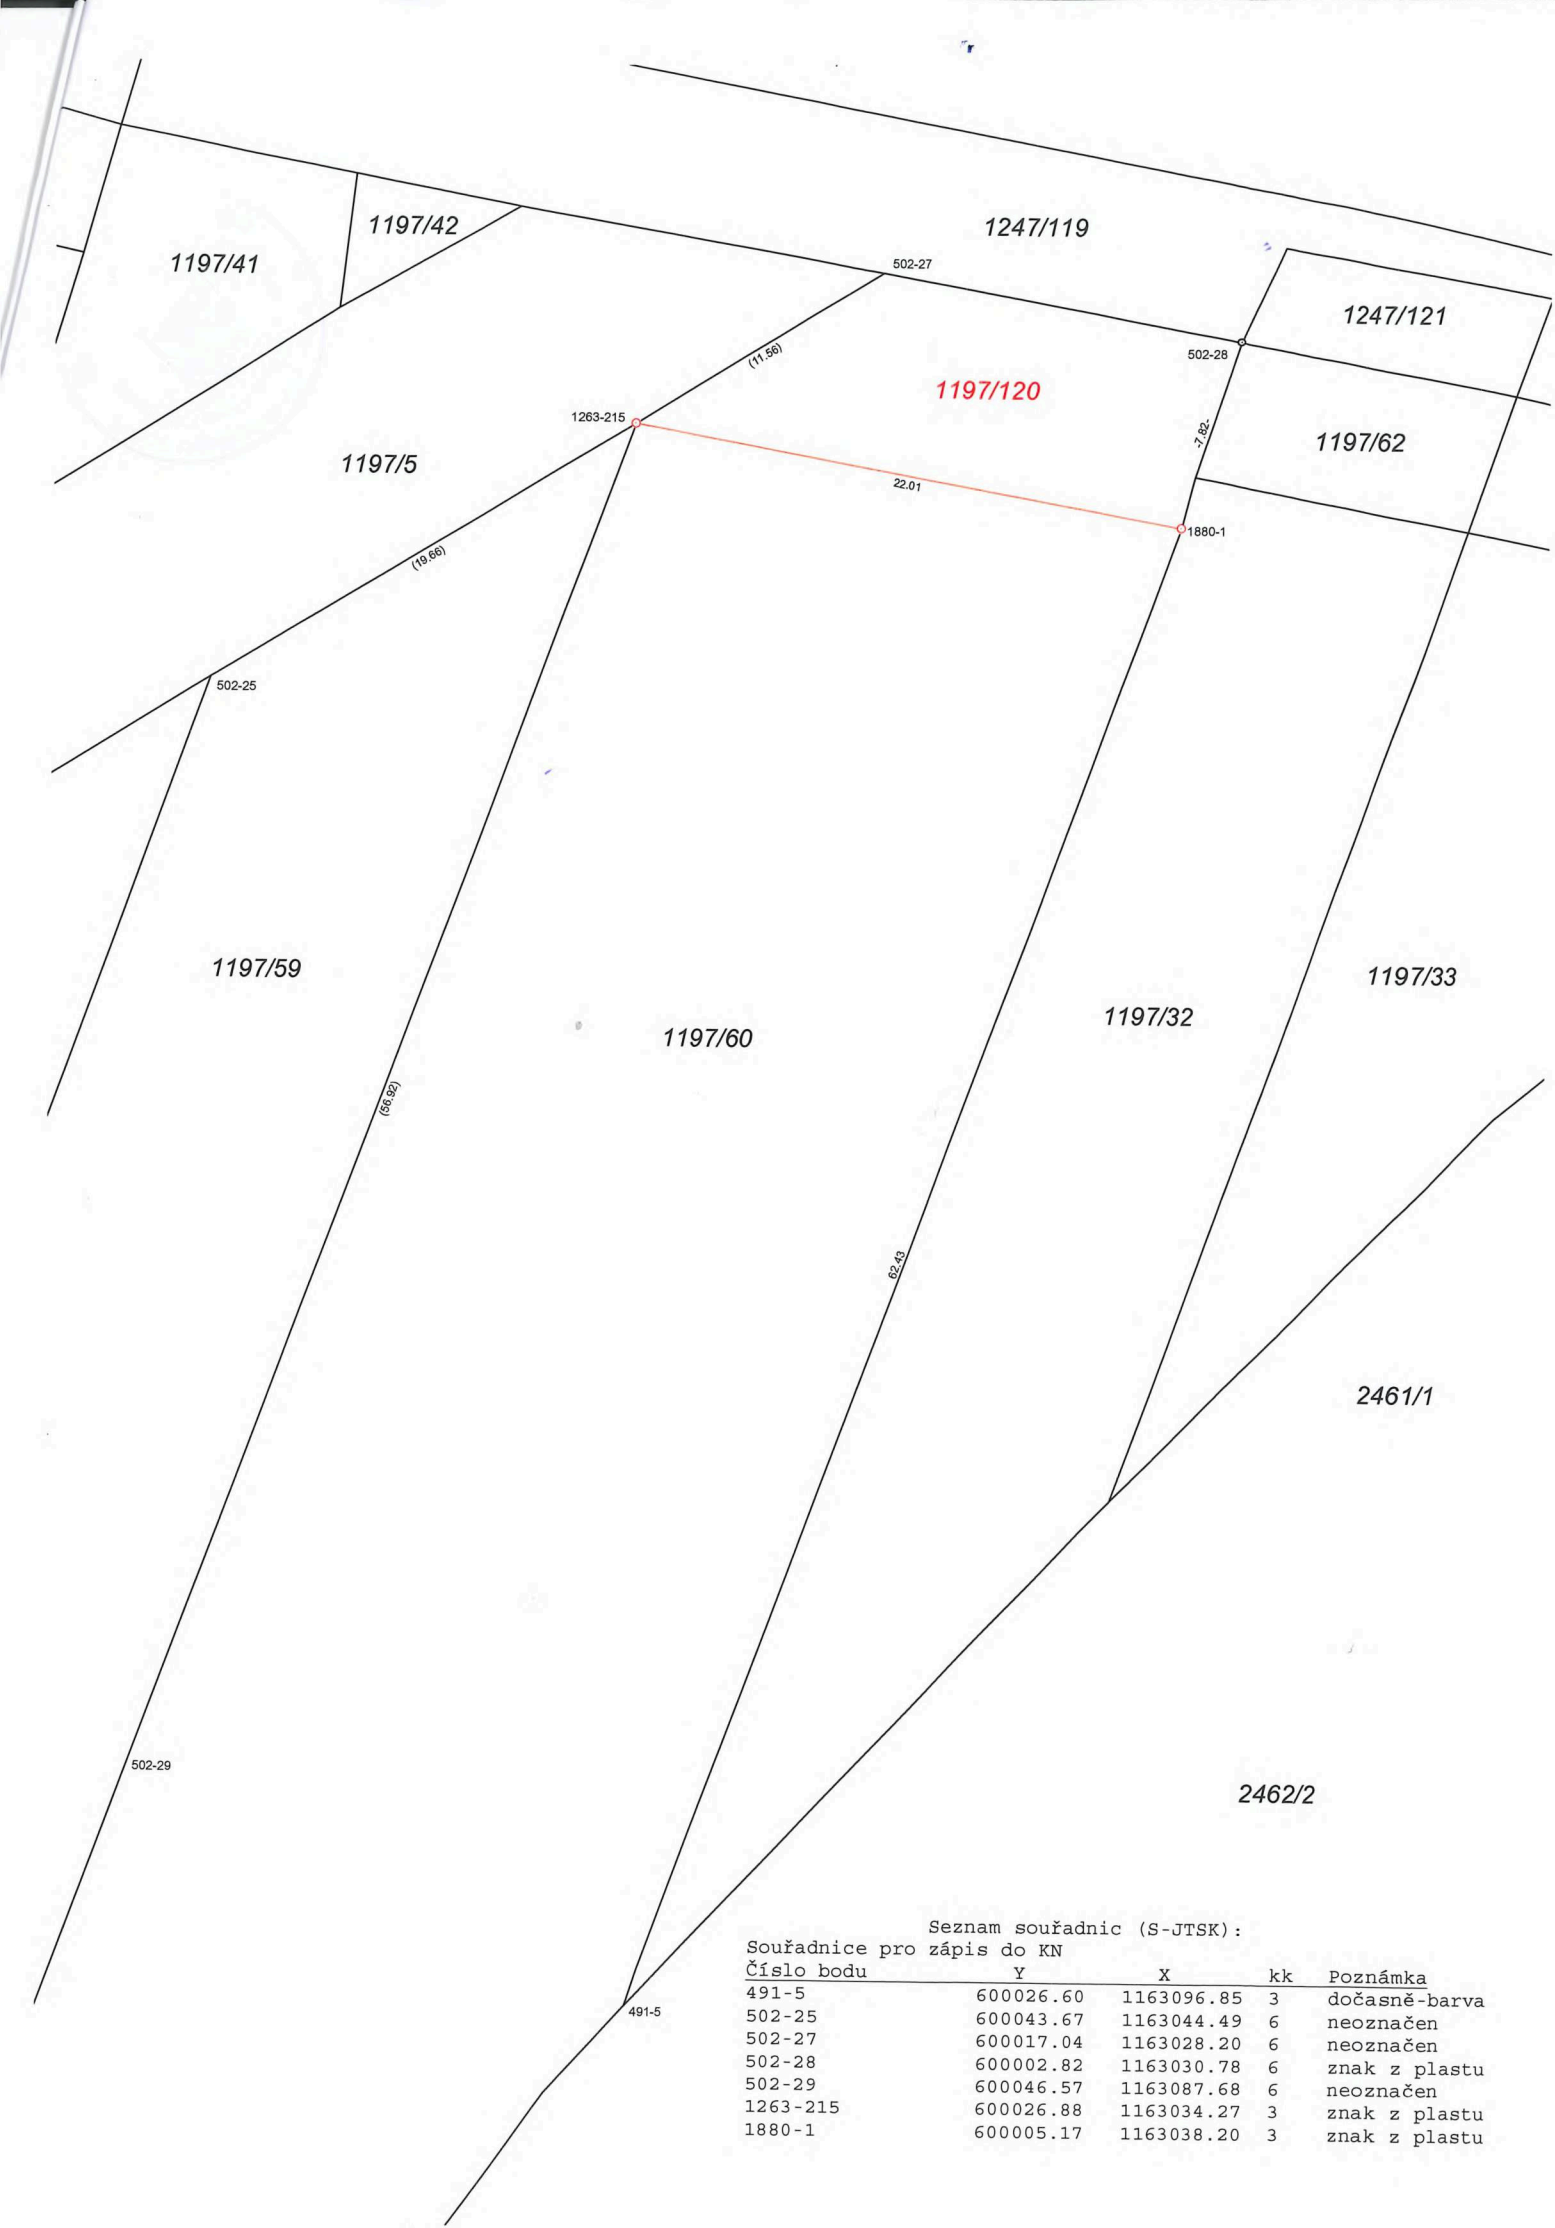 1247/119
1197/42
1197/41
502-27
1247/121
502-28
(11.56)
1197/120
1263-215
-7.82-
1197/62
1197/5
22.01
1880-1
(19.66)
502-25
1197/59
1197/33
1197/32
1197/60
(56.92)
62.43
2461/1
502-29
2462/2
491-5
Seznam souřadnic (S-JTSK):
Souřadnice pro zápis do KN
Číslo bodu Y X kk Poznámka
491-5 600026.60 1163096.85 3 dočasně-barva
502-25 600043.67 1163044.49 6 neoznačen
502-27 600017.04 1163028.20 6 neoznačen
502-28 600002.82 1163030.78 6 znak z plastu
502-29 600046.57 1163087.68 6 neoznačen
1263-215 600026.88 1163034.27 3 znak z plastu
1880-1 600005.17 1163038.20 3 znak z plastu